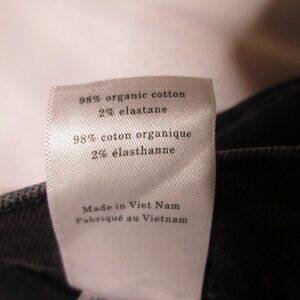 98% organic cotton
2% elastane
98% coton organique
2% élasthanne
Made in Viet Nam
Fabriqué au Vietnam